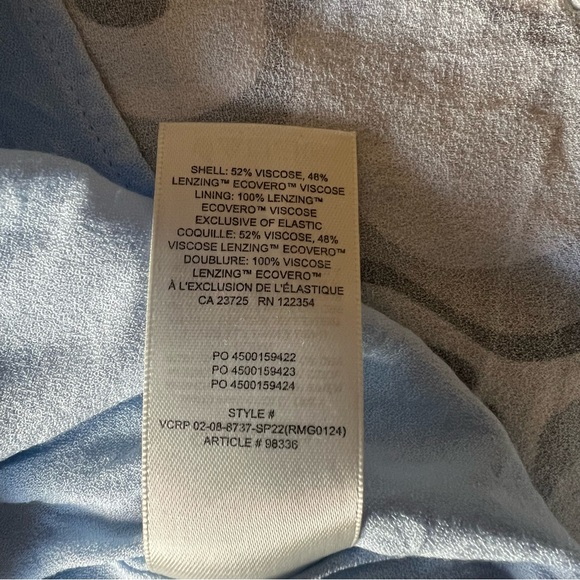 SHELL: 52% VISCOSE, 48%
LENZING™ ECOVERO™ VISCOSE
LINING: 100% LENZING™
ECOVERO™ VISCOSE
EXCLUSIVE OF ELASTIC
COQUILLE: 52% VISCOSE, 48%
VISCOSE LENZING™ ECOVERO™
DOUBLURE: 100% VISCOSE
LENZING™ ECOVERO™
À L'EXCLUSION DE L'ÉLASTIQUE
CA 23725 RN 122354
PO 4500159422
PO 4500159423
PO 4500159424
STYLE #
VCRP 02-08-8737-SP22(RMG0124)
ARTICLE # 98336